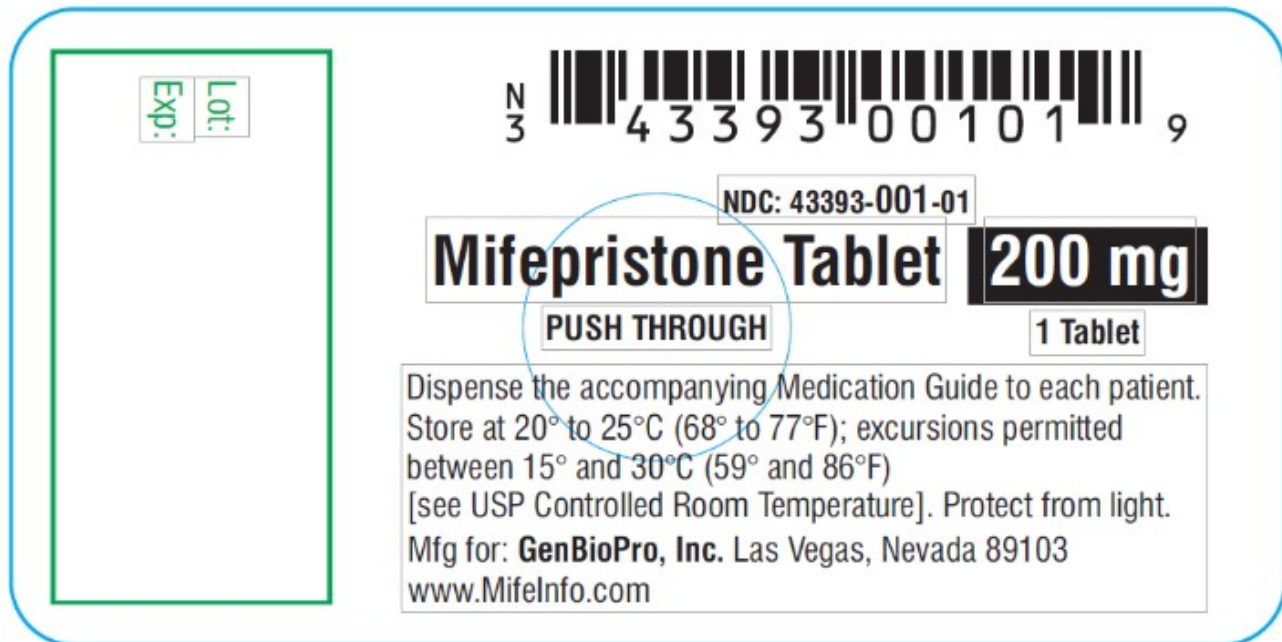 Lot:
Exp:
N
3
43393 00101 9
NDC: 43393-001-01
Mifepristone Tablet 200 mg
PUSH THROUGH
1 Tablet
Dispense the accompanying Medication Guide to each patient.
Store at 20° to 25°C (68° to 77°F); excursions permitted
between 15° and 30°C (59° and 86°F)
[see USP Controlled Room Temperature]. Protect from light.
Mfg for: GenBioPro, Inc. Las Vegas, Nevada 89103
www.MifeInfo.com